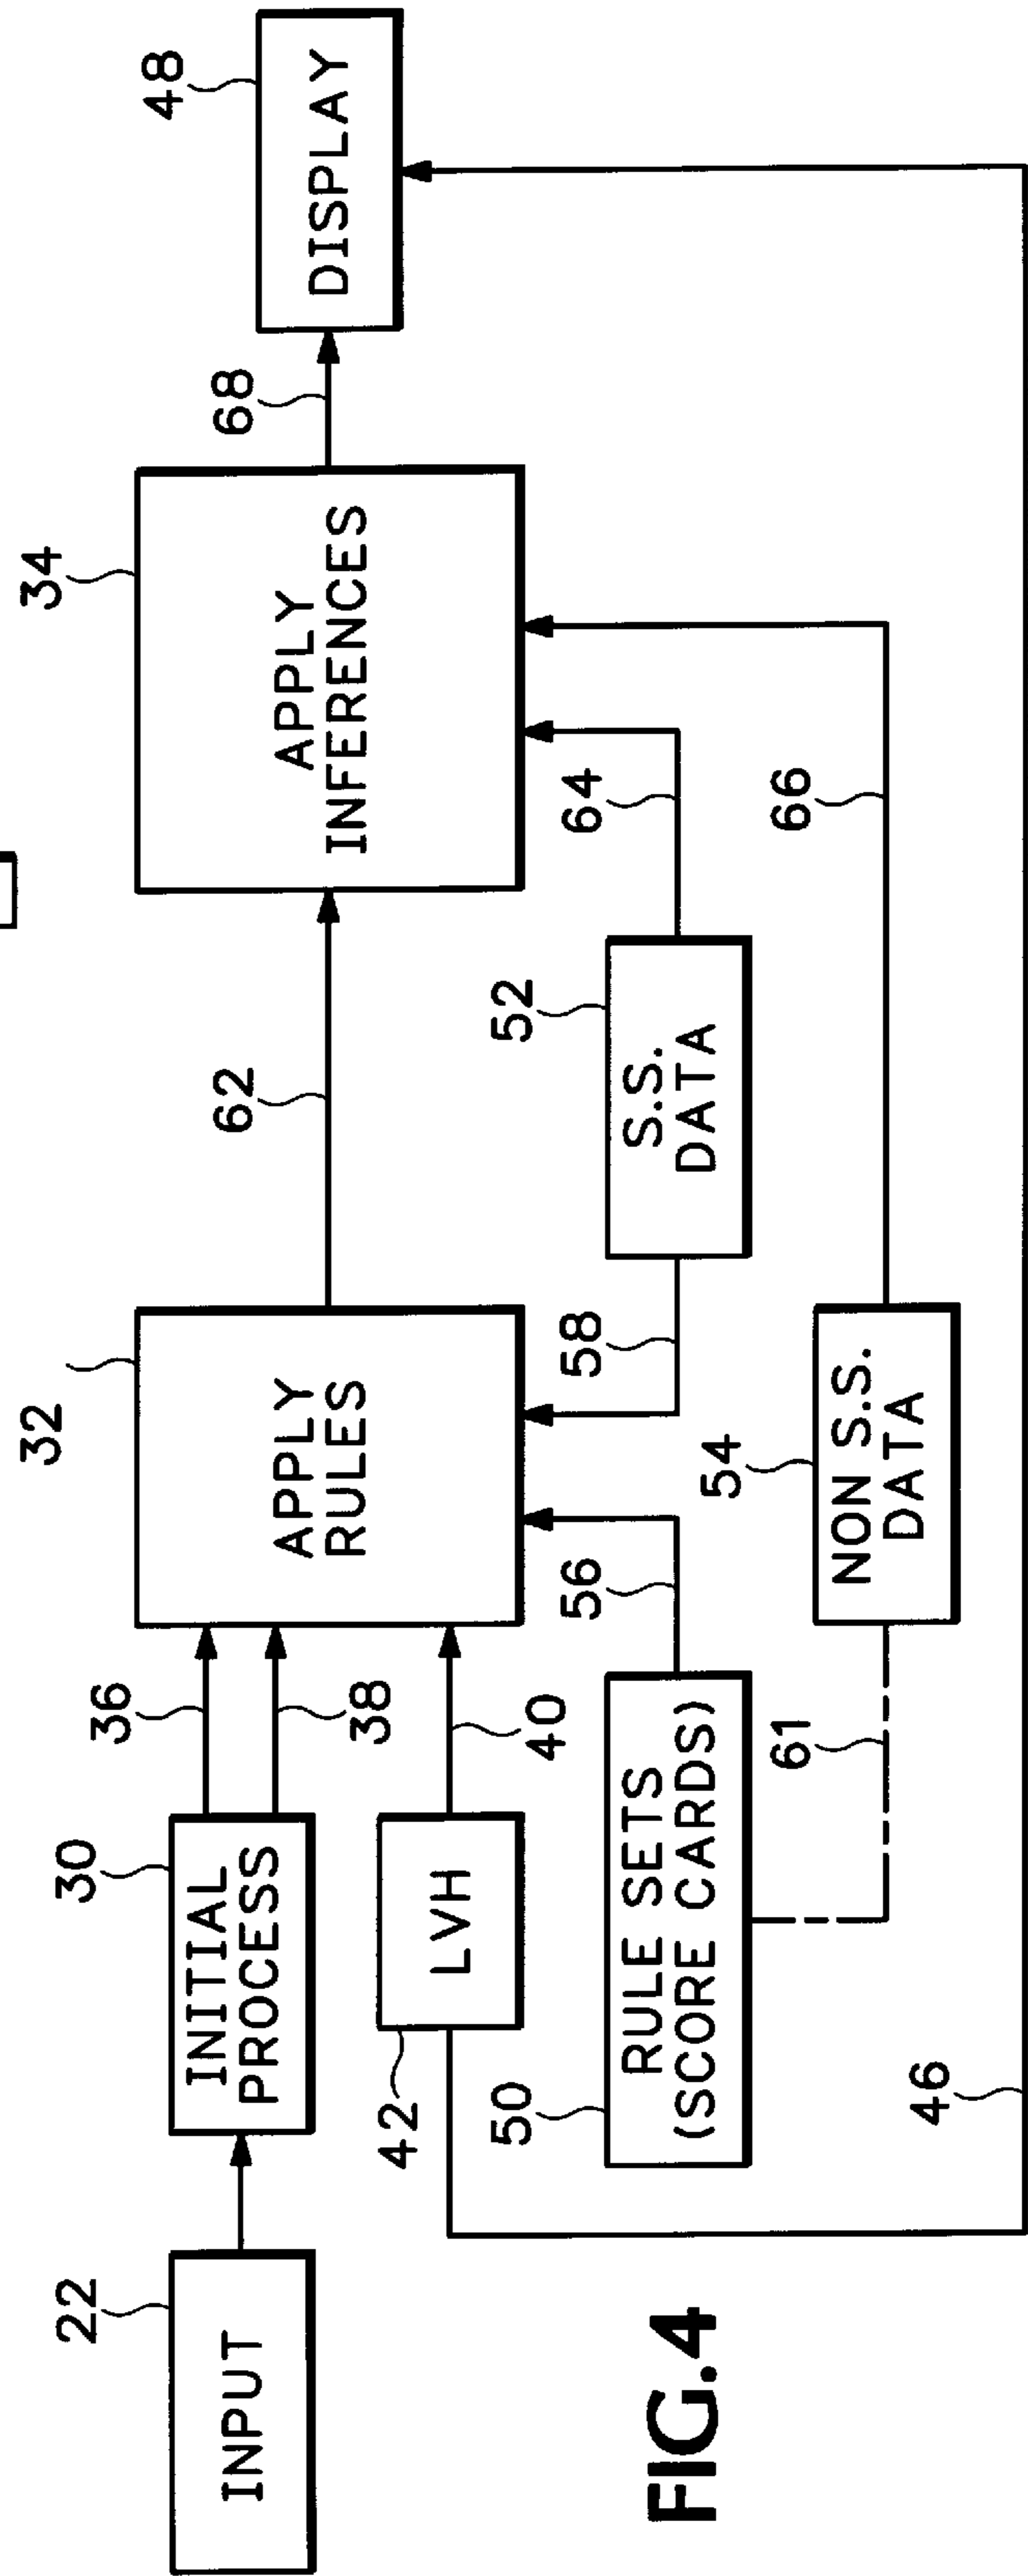 22
INPUT
30
INITIAL
PROCESS
36
38
32
APPLY
RULES
62
34
APPLY
INFERENCES
68
48
DISPLAY
42
LVH
40
50
RULE SETS
(SCORE CARDS)
56
58
52
S.S.
DATA
64
61
54
NON S.S.
DATA
66
46
FIG.4